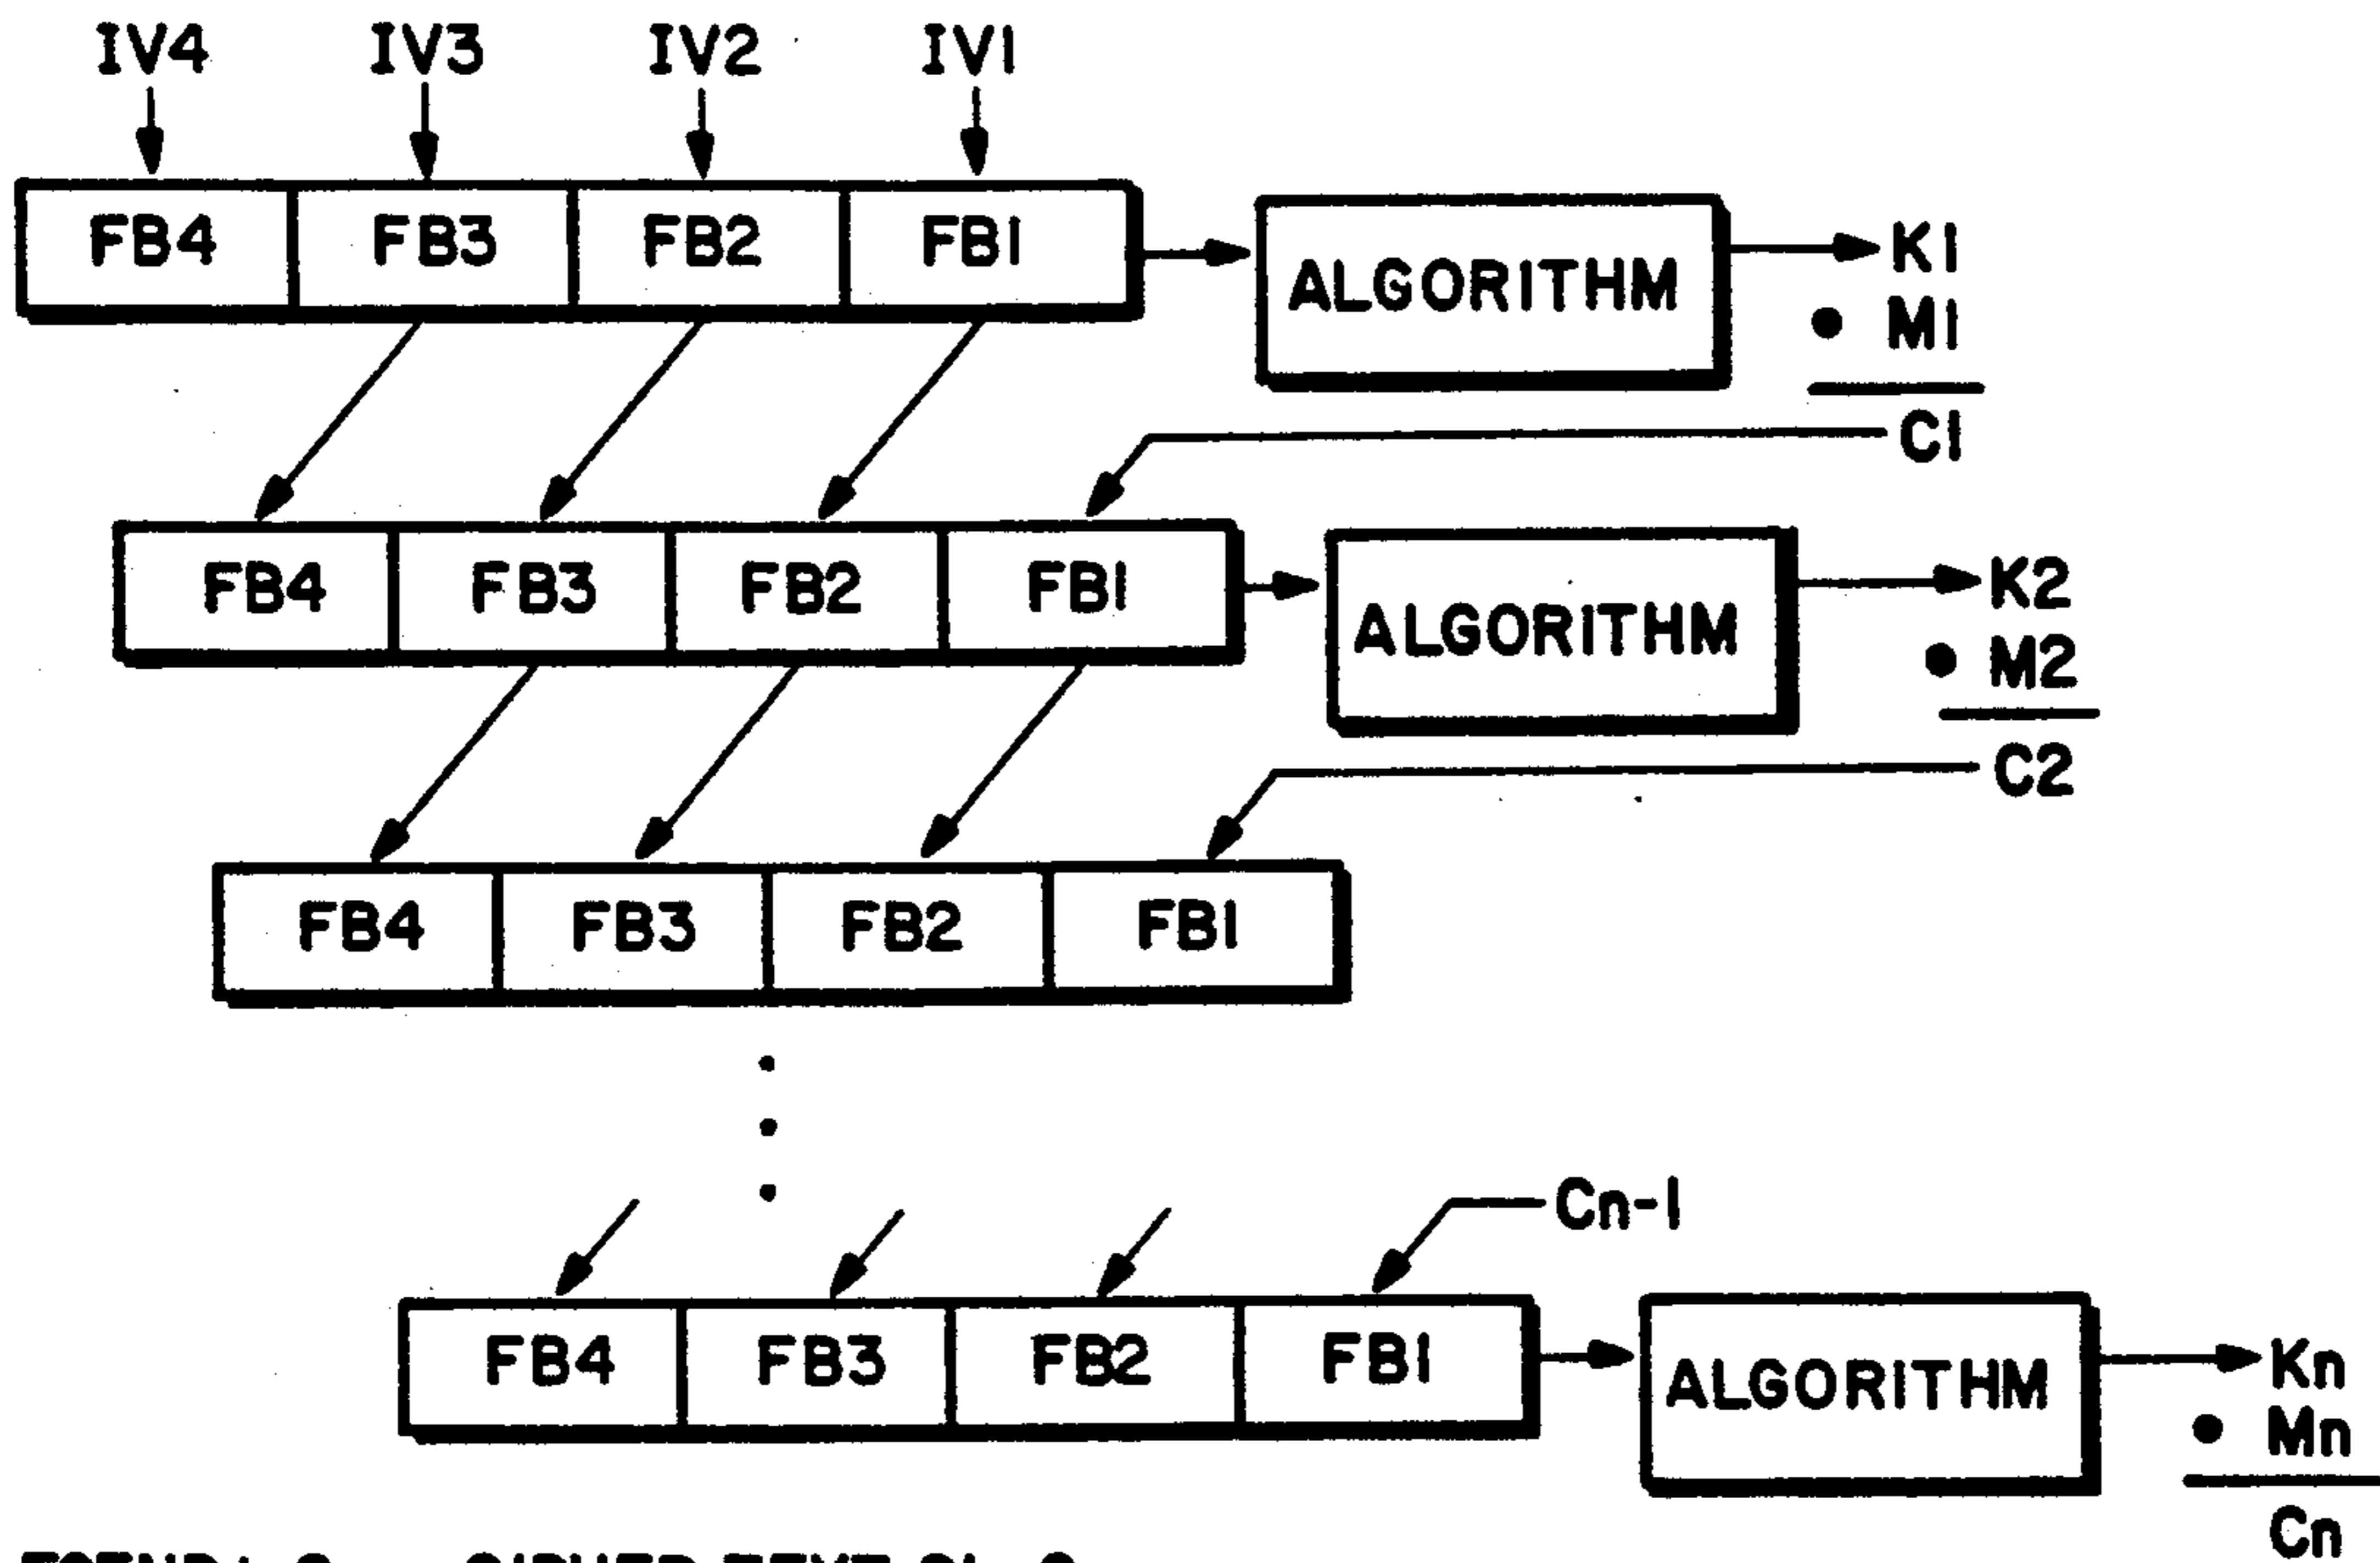 IV4 IV3 IV2 IV1
FB4 FB3 FB2 FB1
ALGORITHM
K1
• M1
C1
FB4 FB3 FB2 FB1
ALGORITHM
K2
• M2
C2
FB4 FB3 FB2 FB1
Cn-1
FB4 FB3 FB2 FB1
ALGORITHM
Kn
• Mn
Cn